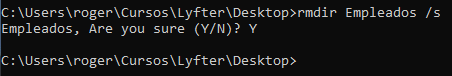 C:\Users\roger\Cursos\Lyfter\Desktop>rmdir Empleados /s
Empleados, Are you sure (Y/N)? Y
C:\Users\roger\Cursos\Lyfter\Desktop>